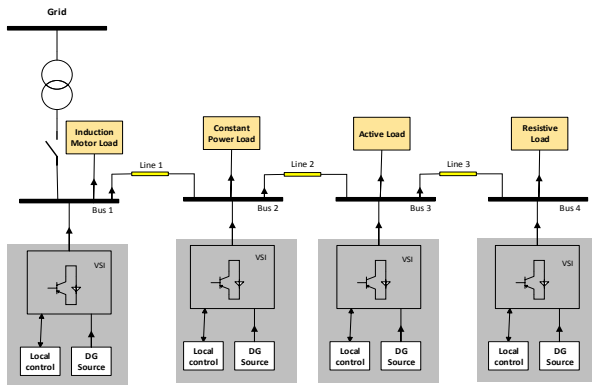 Grid
Induction
Motor Load
Constant
Power Load
Active Load
Resistive
Load
Line 1
Line 2
Line 3
Bus 1
Bus 2
Bus 3
Bus 4
VSI
VSI
VSI
VSI
Local
control
DG
Source
Local
control
DG
Source
Local
control
DG
Source
Local
control
DG
Source